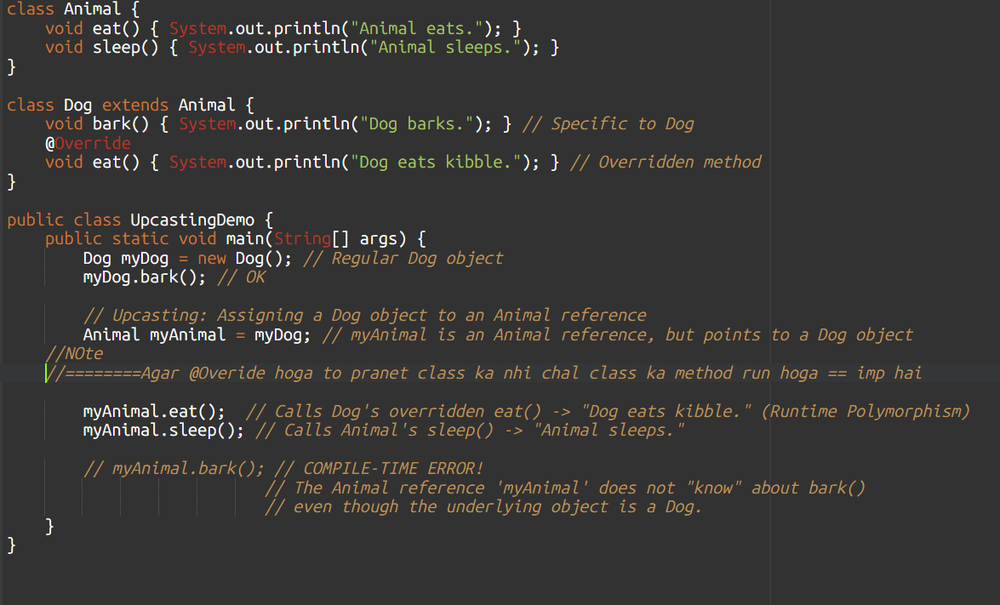 class Animal {
    void eat() { System.out.println("Animal eats."); }
    void sleep() { System.out.println("Animal sleeps."); }
}
class Dog extends Animal {
    void bark() { System.out.println("Dog barks."); } // Specific to Dog
    @Override
    void eat() { System.out.println("Dog eats kibble."); } // Overridden method
}
public class UpcastingDemo {
    public static void main(String[] args) {
        Dog myDog = new Dog(); // Regular Dog object
        myDog.bark(); // OK
        // Upcasting: Assigning a Dog object to an Animal reference
        Animal myAnimal = myDog; // myAnimal is an Animal reference, but points to a Dog object
    //NOte
    //========Agar @Overide hoga to pranet class ka nhi chal class ka method run hoga == imp hai
        myAnimal.eat();  // Calls Dog's overridden eat() -> "Dog eats kibble." (Runtime Polymorphism)
        myAnimal.sleep(); // Calls Animal's sleep() -> "Animal sleeps."
        // myAnimal.bark(); // COMPILE-TIME ERROR!
                           // The Animal reference 'myAnimal' does not "know" about bark()
                           // even though the underlying object is a Dog.
    }
}